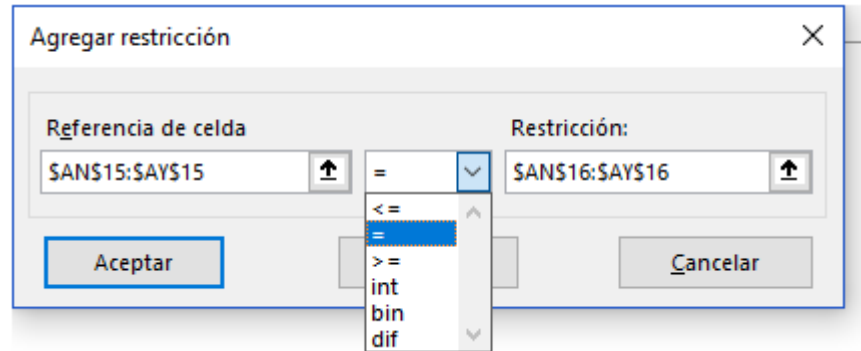 Agregar restricción
Referencia de celda
Restricción:
$AN$15:$AY$15
=
$AN$16:$AY$16
<=
=
>=
int
bin
dif
Aceptar
Cancelar